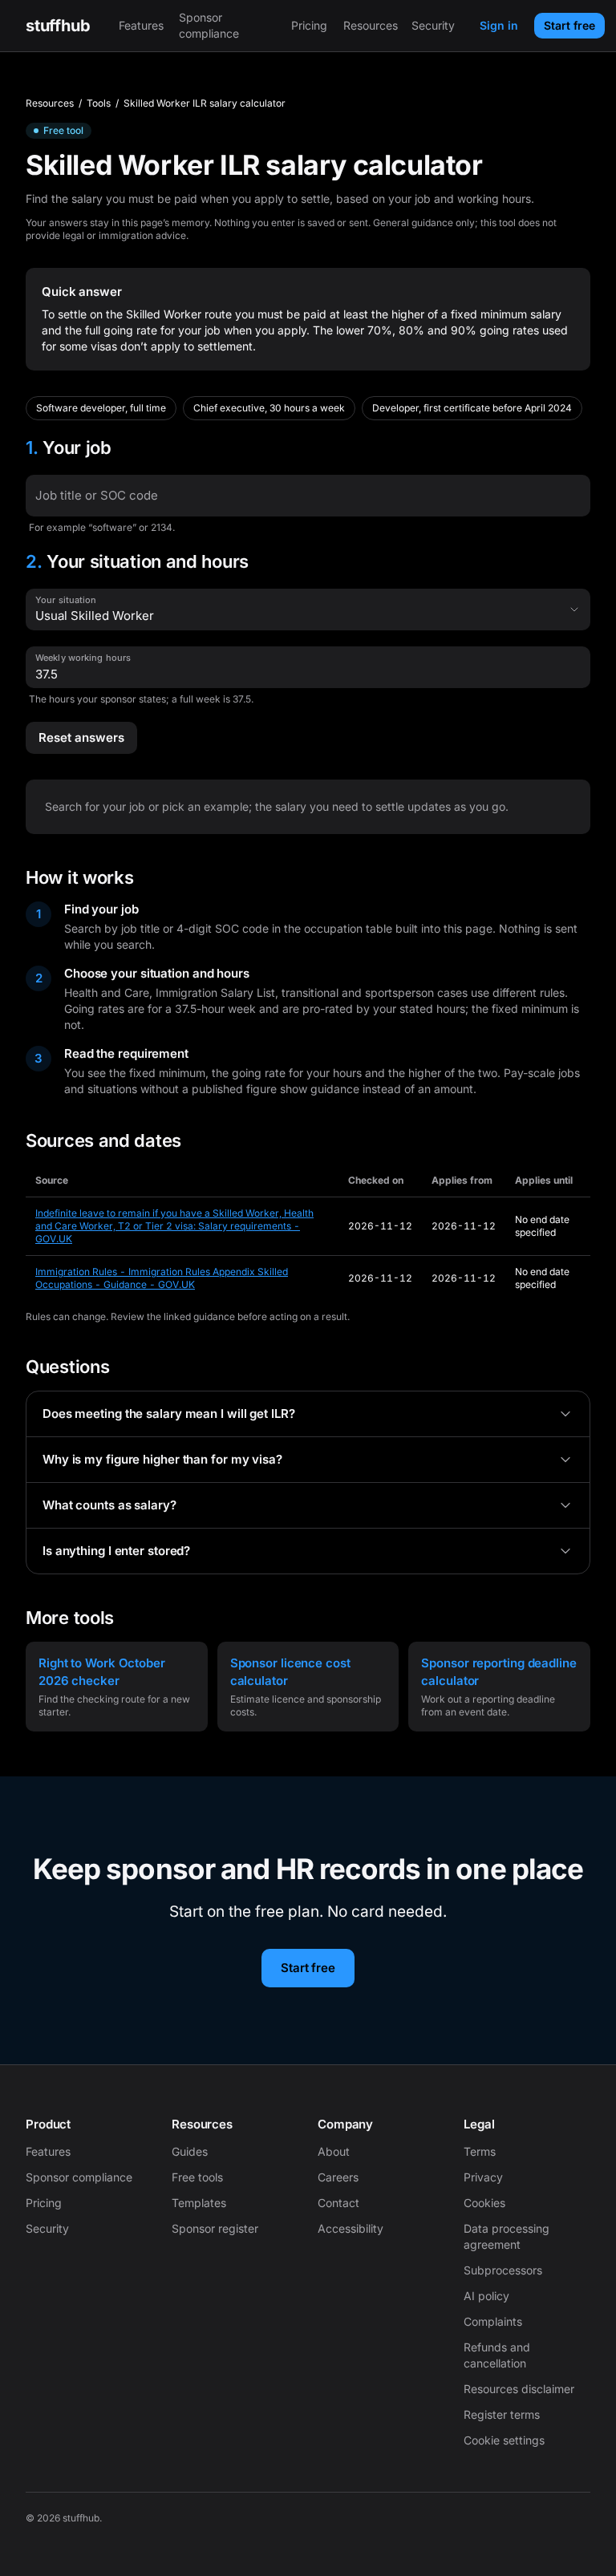 stuffhub
Features
Sponsor
compliance
Pricing
Resources
Security
Sign in
Start free
Resources / Tools / Skilled Worker ILR salary calculator
Free tool
Skilled Worker ILR salary calculator
Find the salary you must be paid when you apply to settle, based on your job and working hours.
Your answers stay in this page’s memory. Nothing you enter is saved or sent. General guidance only; this tool does not
provide legal or immigration advice.
Quick answer
To settle on the Skilled Worker route you must be paid at least the higher of a fixed minimum salary
and the full going rate for your job when you apply. The lower 70%, 80% and 90% going rates used
for some visas don’t apply to settlement.
Software developer, full time
Chief executive, 30 hours a week
Developer, first certificate before April 2024
1. Your job
Job title or SOC code
For example “software” or 2134.
2. Your situation and hours
Your situation
Usual Skilled Worker
Weekly working hours
37.5
The hours your sponsor states; a full week is 37.5.
Reset answers
Search for your job or pick an example; the salary you need to settle updates as you go.
How it works
1
Find your job
Search by job title or 4-digit SOC code in the occupation table built into this page. Nothing is sent
while you search.
2
Choose your situation and hours
Health and Care, Immigration Salary List, transitional and sportsperson cases use different rules.
Going rates are for a 37.5-hour week and are pro-rated by your stated hours; the fixed minimum is
not.
3
Read the requirement
You see the fixed minimum, the going rate for your hours and the higher of the two. Pay-scale jobs
and situations without a published figure show guidance instead of an amount.
Sources and dates
Source
Checked on
Applies from
Applies until
Indefinite leave to remain if you have a Skilled Worker, Health
and Care Worker, T2 or Tier 2 visa: Salary requirements -
GOV.UK
2026-11-12
2026-11-12
No end date
specified
Immigration Rules - Immigration Rules Appendix Skilled
Occupations - Guidance - GOV.UK
2026-11-12
2026-11-12
No end date
specified
Rules can change. Review the linked guidance before acting on a result.
Questions
Does meeting the salary mean I will get ILR?
Why is my figure higher than for my visa?
What counts as salary?
Is anything I enter stored?
More tools
Right to Work October
2026 checker
Find the checking route for a new
starter.
Sponsor licence cost
calculator
Estimate licence and sponsorship
costs.
Sponsor reporting deadline
calculator
Work out a reporting deadline
from an event date.
Keep sponsor and HR records in one place
Start on the free plan. No card needed.
Start free
Product
Features
Sponsor compliance
Pricing
Security
Resources
Guides
Free tools
Templates
Sponsor register
Company
About
Careers
Contact
Accessibility
Legal
Terms
Privacy
Cookies
Data processing
agreement
Subprocessors
AI policy
Complaints
Refunds and
cancellation
Resources disclaimer
Register terms
Cookie settings
© 2026 stuffhub.